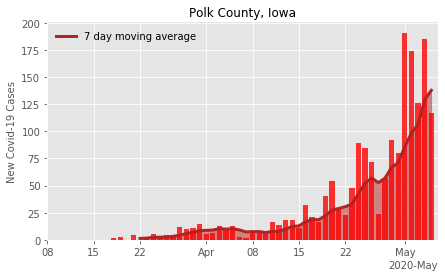 Polk County, Iowa
7 day moving average
New Covid-19 Cases
200
175
150
125
100
75
50
25
0
08
15
22
Apr
08
15
22
May
2020-May